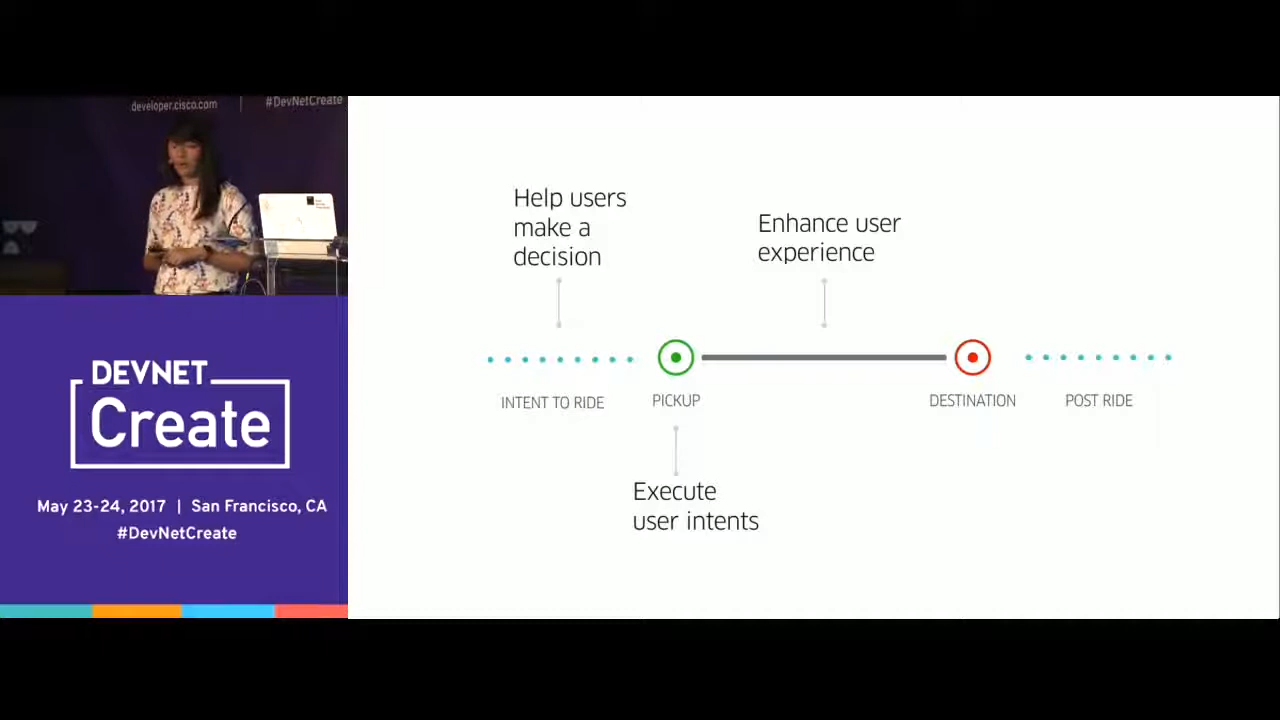 developer.cisco.com | #DevNetCreate
DEVNET
Create
May 23-24, 2017 | San Francisco, CA
#DevNetCreate
Help users
make a
decision
Enhance user
experience
INTENT TO RIDE
PICKUP
DESTINATION
POST RIDE
Execute
user intents